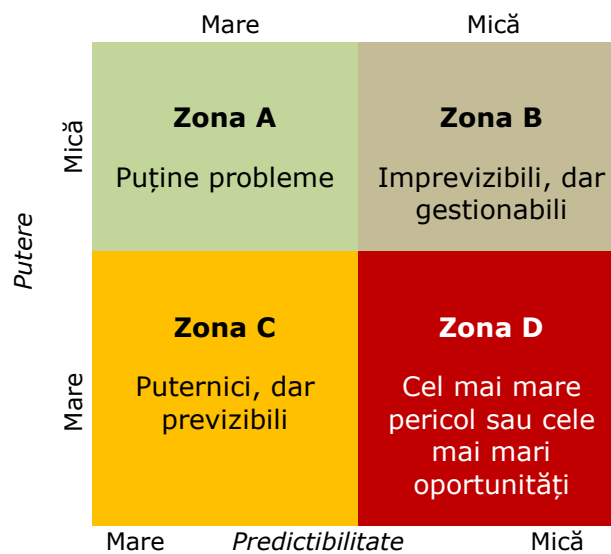 Mare Mică
Zona A
Puține probleme
Zona B
Imprevizibili, dar
gestionabili
Mică
Putere
Mare
Zona C
Puternici, dar
previzibili
Zona D
Cel mai mare
pericol sau cele
mai mari
oportunități
Mare Predictibilitate Mică